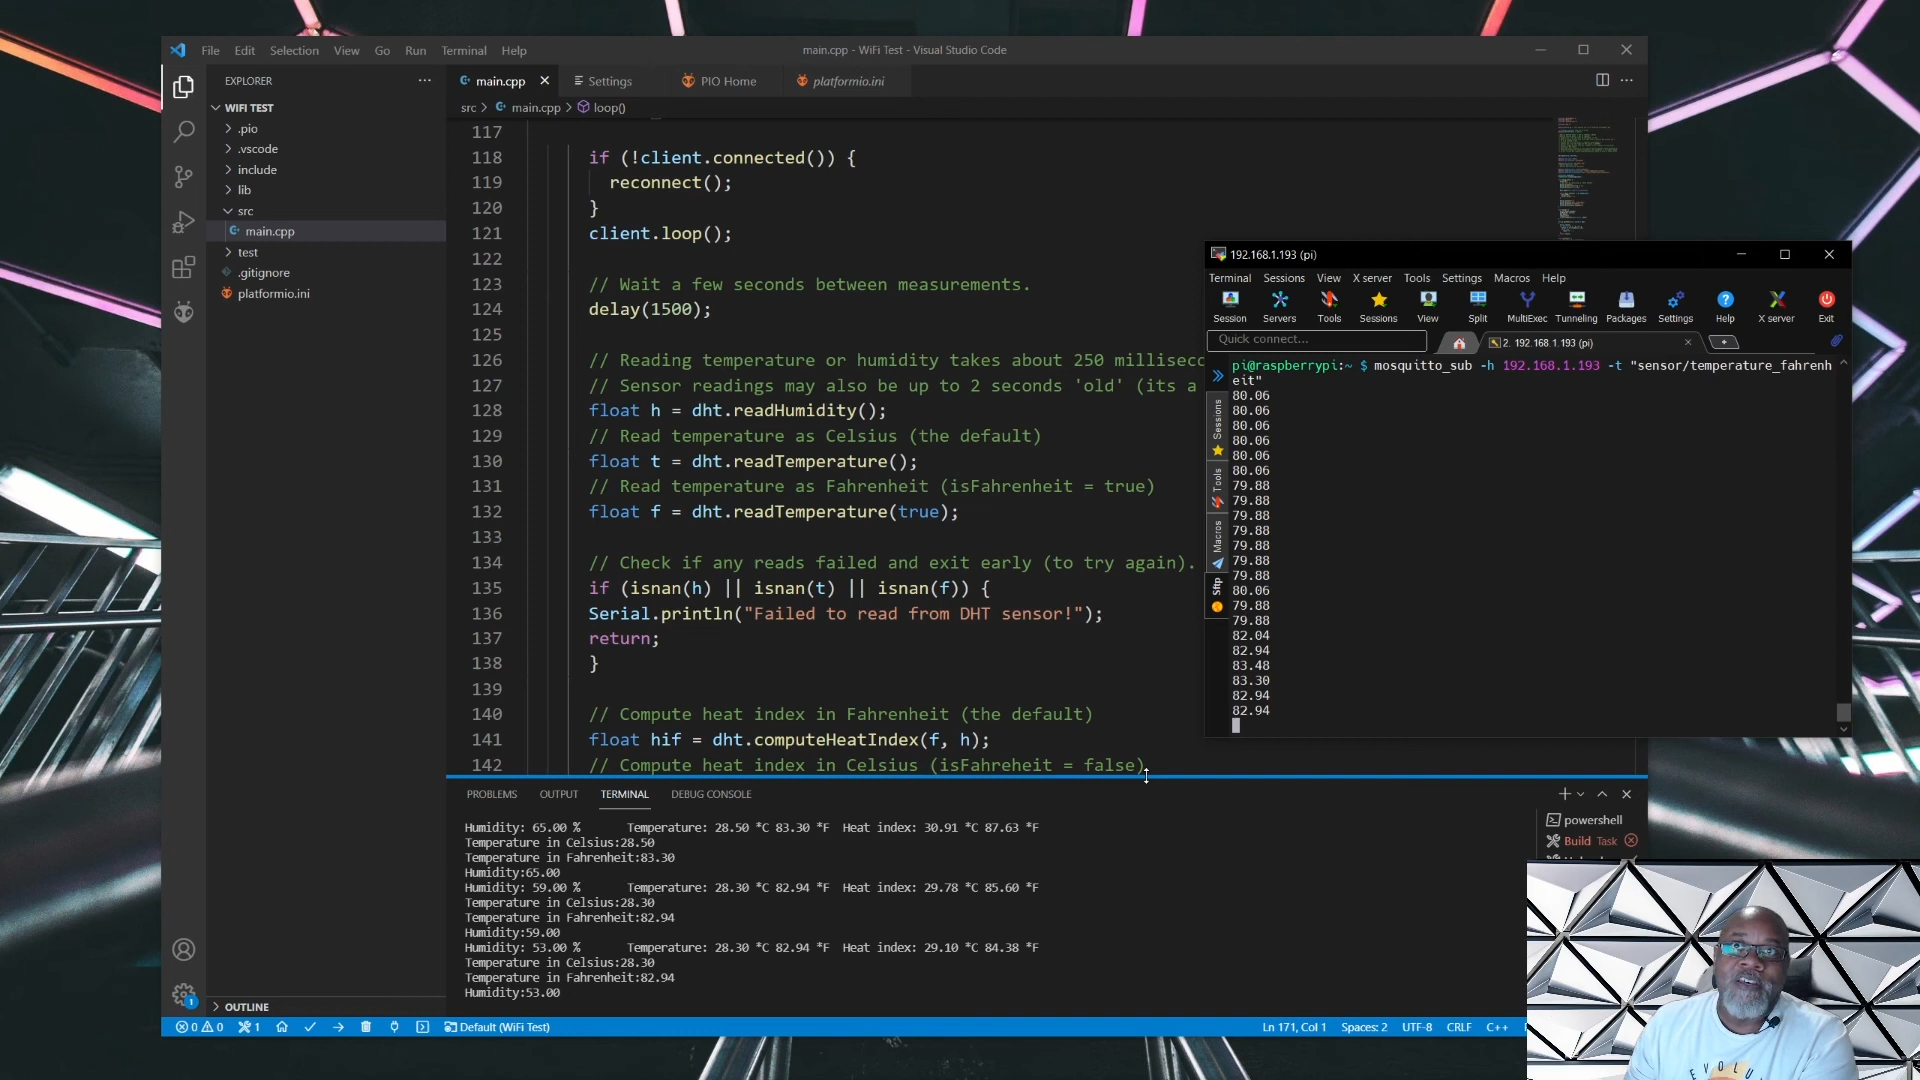 File Edit Selection View Go Run Terminal Help
main.cpp - WiFi Test - Visual Studio Code
EXPLORER
WIFI TEST
.pio
.vscode
include
lib
src
main.cpp
test
.gitignore
platformio.ini
OUTLINE
main.cpp
Settings
PIO Home
platformio.ini
src > main.cpp > loop()
117
118 if (!client.connected()) {
119 reconnect();
120 }
121 client.loop();
122
123 // Wait a few seconds between measurements.
124 delay(1500);
125
126 // Reading temperature or humidity takes about 250
127 // Sensor readings may also be up to 2 seconds 'old' (its a
128 float h = dht.readHumidity();
129 // Read temperature as Celsius (the default)
130 float t = dht.readTemperature();
131 // Read temperature as Fahrenheit (isFahrenheit = true)
132 float f = dht.readTemperature(true);
133
134 // Check if any reads failed and exit early (to try again).
135 if (isnan(h) || isnan(t) || isnan(f)) {
136 Serial.println("Failed to read from DHT sensor!");
137 return;
138 }
139
140 // Compute heat index in Fahrenheit (the default)
141 float hif = dht.computeHeatIndex(f, h);
142 // Compute heat index in Celsius (isFahreheit = false)
192.168.1.193 (pi)
Terminal Sessions View X server Tools Settings Macros Help
Session Servers Tools Sessions View Split MultiExec Tunneling Packages Settings Help X server Exit
Quick connect...
2. 192.168.1.193 (pi)
Sessions
Tools
Macros
Sftp
pi@raspberrypi:~ $ mosquitto_sub -h 192.168.1.193 -t "sensor/temperature_fahrenh
eit"
80.06
80.06
80.06
80.06
80.06
80.06
79.88
79.88
79.88
79.88
79.88
79.88
79.88
80.06
79.88
79.88
82.04
82.94
83.48
83.30
82.94
82.94
PROBLEMS OUTPUT TERMINAL DEBUG CONSOLE
Humidity: 65.00 % Temperature: 28.50 *C 83.30 *F Heat index: 30.91 *C 87.63 *F
Temperature in Celsius:28.50
Temperature in Fahrenheit:83.30
Humidity:65.00
Humidity: 59.00 % Temperature: 28.30 *C 82.94 *F Heat index: 29.78 *C 85.60 *F
Temperature in Celsius:28.30
Temperature in Fahrenheit:82.94
Humidity:59.00
Humidity: 53.00 % Temperature: 28.30 *C 82.94 *F Heat index: 29.10 *C 84.38 *F
Temperature in Celsius:28.30
Temperature in Fahrenheit:82.94
Humidity:53.00
powershell
Build Task
1
0 0 1 Default (WiFi Test)
Ln 171, Col 1 Spaces: 2 UTF-8 CRLF C++